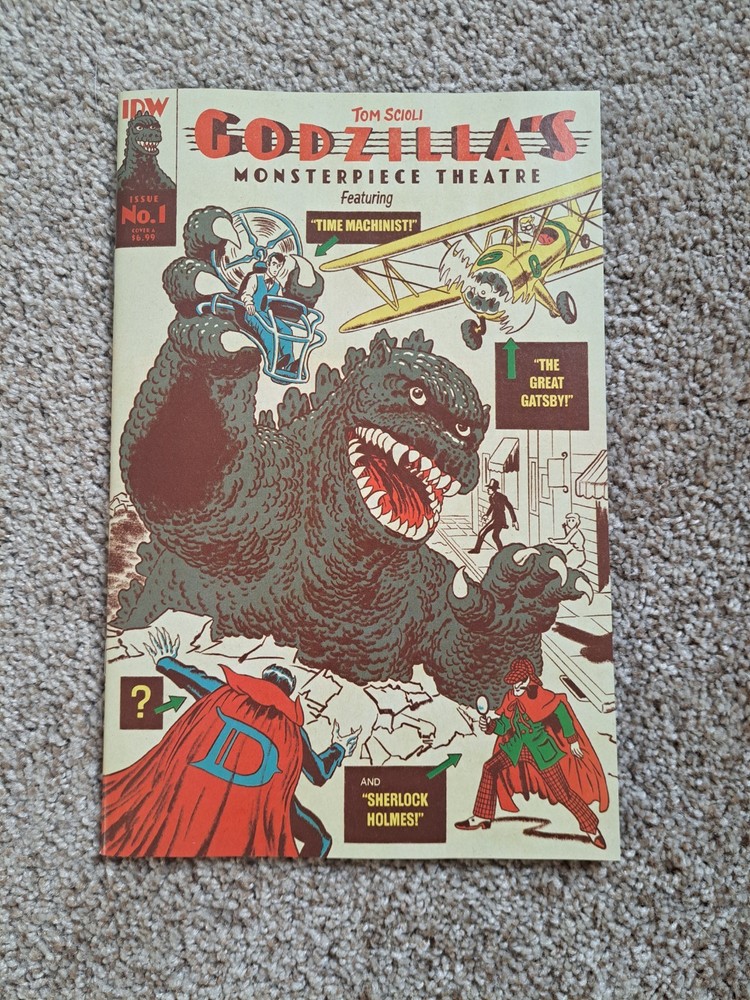 IDW
ISSUE
No.1
COVER A
$6.99
TOM SCIOLI
GODZILLA'S
MONSTERPIECE THEATRE
Featuring
"TIME MACHINIST!"
"THE
GREAT
GATSBY!"
?
D
AND
"SHERLOCK
HOLMES!"